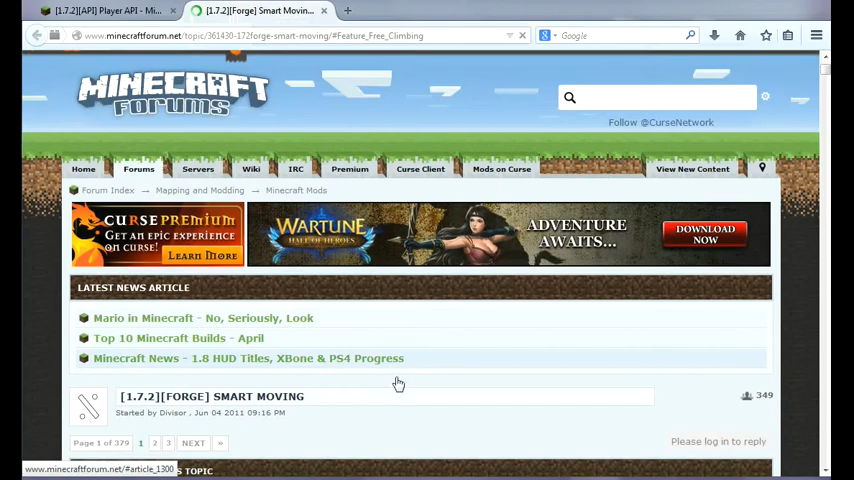 [1.7.2][API] Player API - Mi...
[1.7.2][Forge] Smart Movin...
www.minecraftforum.net/topic/361430-172forge-smart-moving/#Feature_Free_Climbing
Google
MINECRAFT
FORUMS
Follow @CurseNetwork
Home Forums Servers Wiki IRC Premium Curse Client Mods on Curse View New Content
Forum Index → Mapping and Modding → Minecraft Mods
CURSE PREMIUM
GET AN EPIC EXPERIENCE
ON CURSE! LEARN MORE
WARTUNE
HALL OF HEROES
ADVENTURE
AWAITS...
DOWNLOAD
NOW
LATEST NEWS ARTICLE
Mario in Minecraft - No, Seriously, Look
Top 10 Minecraft Builds - April
Minecraft News - 1.8 HUD Titles, XBone & PS4 Progress
[1.7.2][FORGE] SMART MOVING
349
Started by Divisor , Jun 04 2011 09:16 PM
Page 1 of 379 1 2 3 NEXT »
Please log in to reply
www.minecraftforum.net/#article_1300
S TOPIC